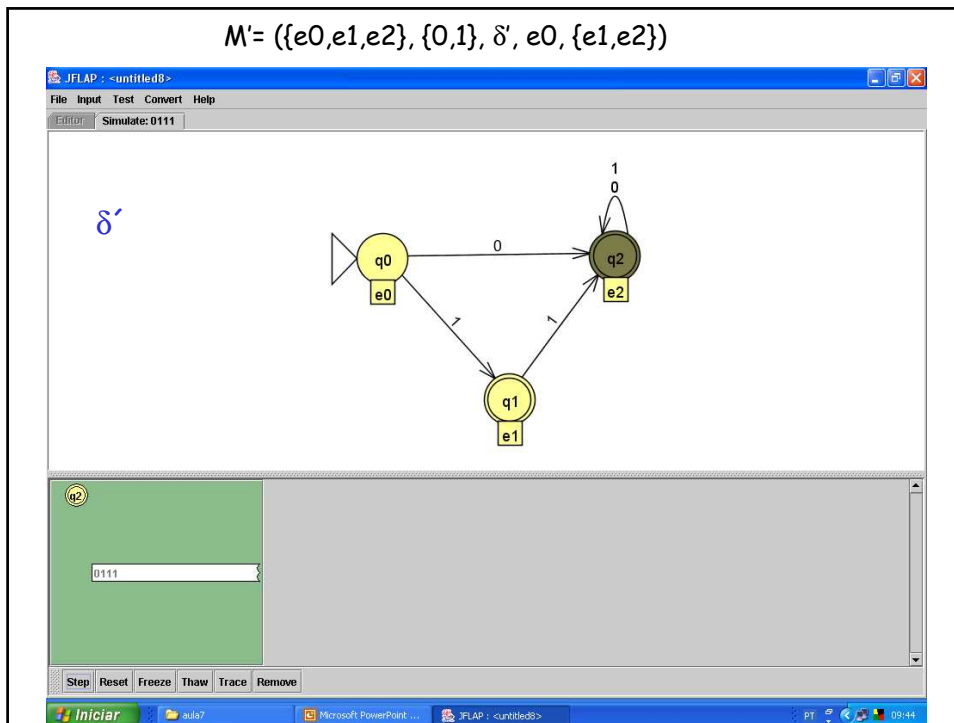 M'= ({e0,e1,e2}, {0,1}, δ', e0, {e1,e2})
JFLAP : <untitled8>
File Input Test Convert Help
Editor Simulate: 0111
δ´
1
0
0
q0
q2
e0
e2
1
1
q1
e1
q2
0111
Step Reset Freeze Thaw Trace Remove
Iniciar aula7 Microsoft PowerPoint ... JFLAP : <untitled8> PT 09:44